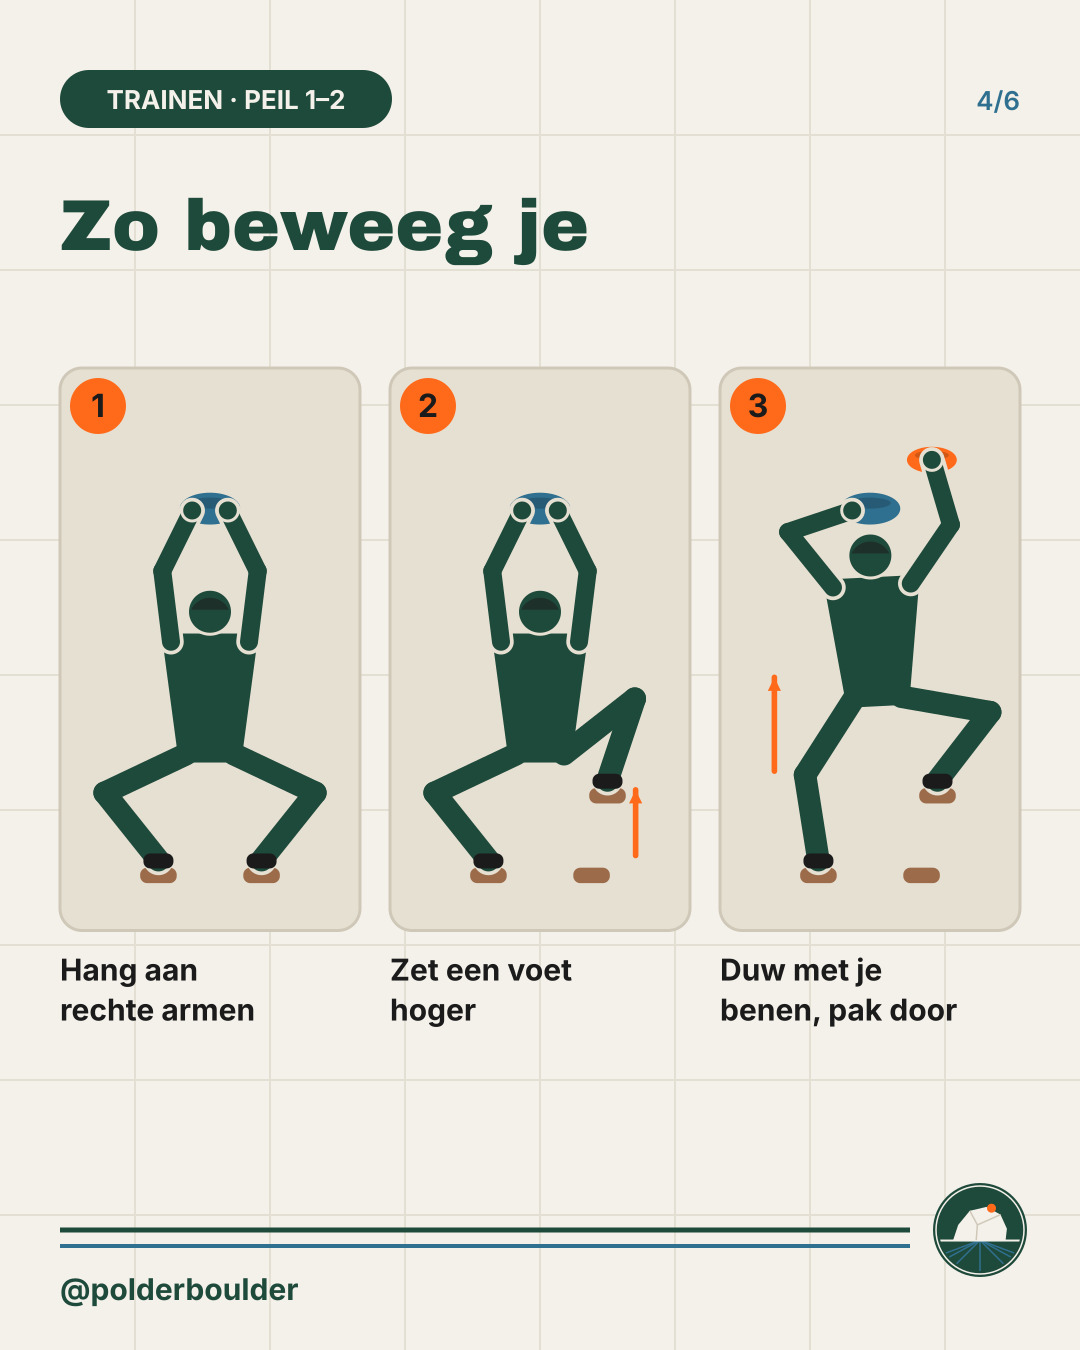 TRAINEN · PEIL 1–2
4/6
Zo beweeg je
1
2
3
Hang aan
rechte armen
Zet een voet
hoger
Duw met je
benen, pak door
@polderboulder